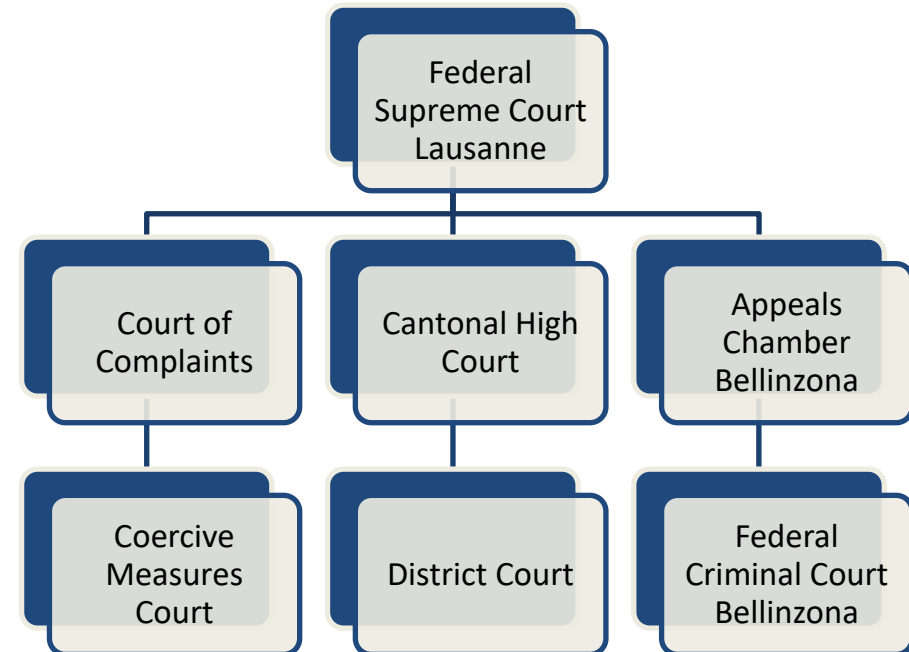 Federal
Supreme Court
Lausanne
Court of
Complaints
Cantonal High
Court
Appeals
Chamber
Bellinzona
Coercive
Measures
Court
District Court
Federal
Criminal Court
Bellinzona